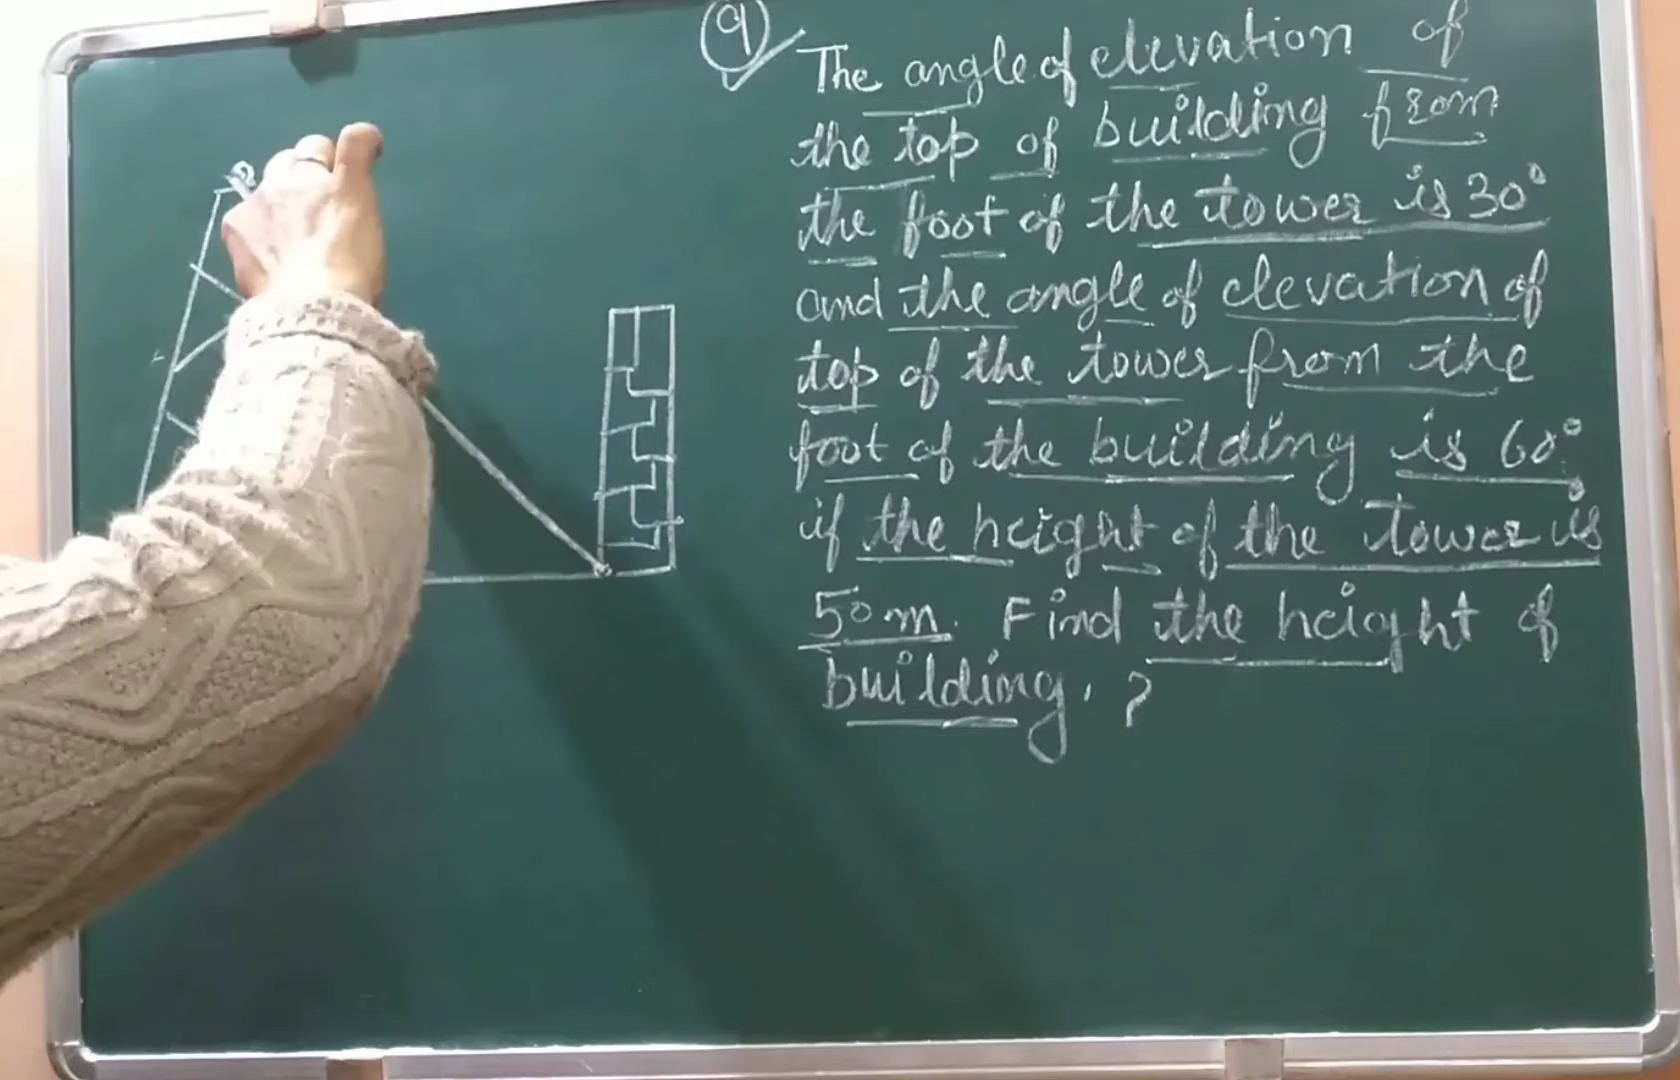 9
The angle of elevation of
the top of building from
the foot of the tower is 30°
and the angle of elevation of
top of the tower from the
foot of the building is 60°
if the height of the tower is
50m. Find the height of
building. ?